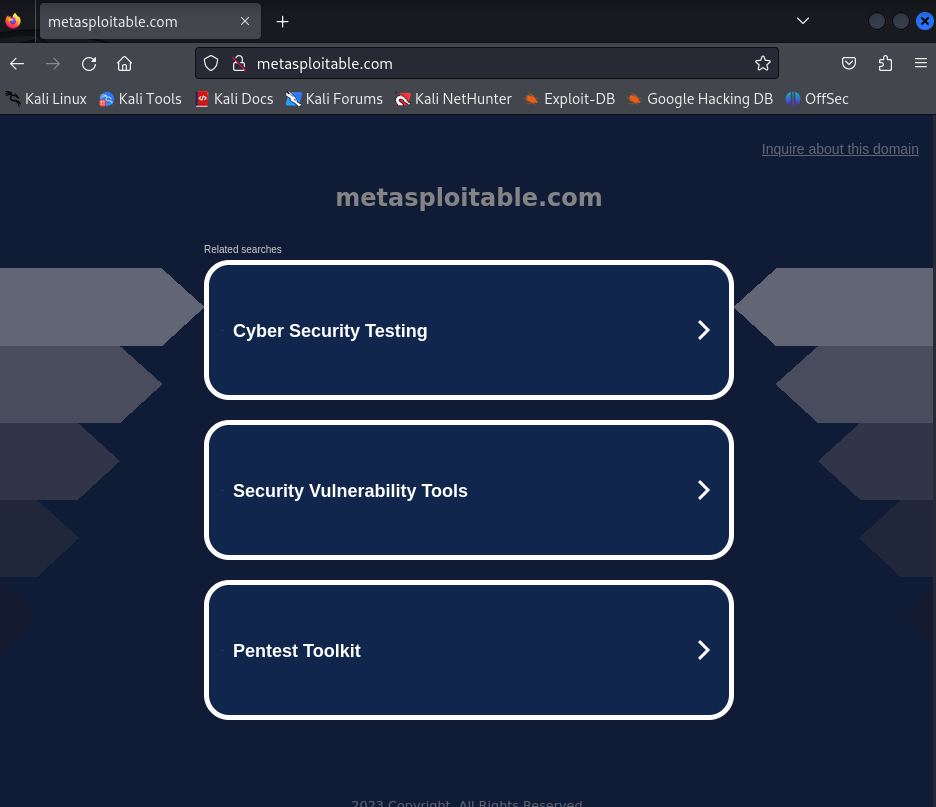 metasploitable.com
metasploitable.com
Kali Linux Kali Tools Kali Docs Kali Forums Kali NetHunter Exploit-DB Google Hacking DB OffSec
Inquire about this domain
metasploitable.com
Related searches
Cyber Security Testing
Security Vulnerability Tools
Pentest Toolkit
2023 Copyright. All Rights Reserved.